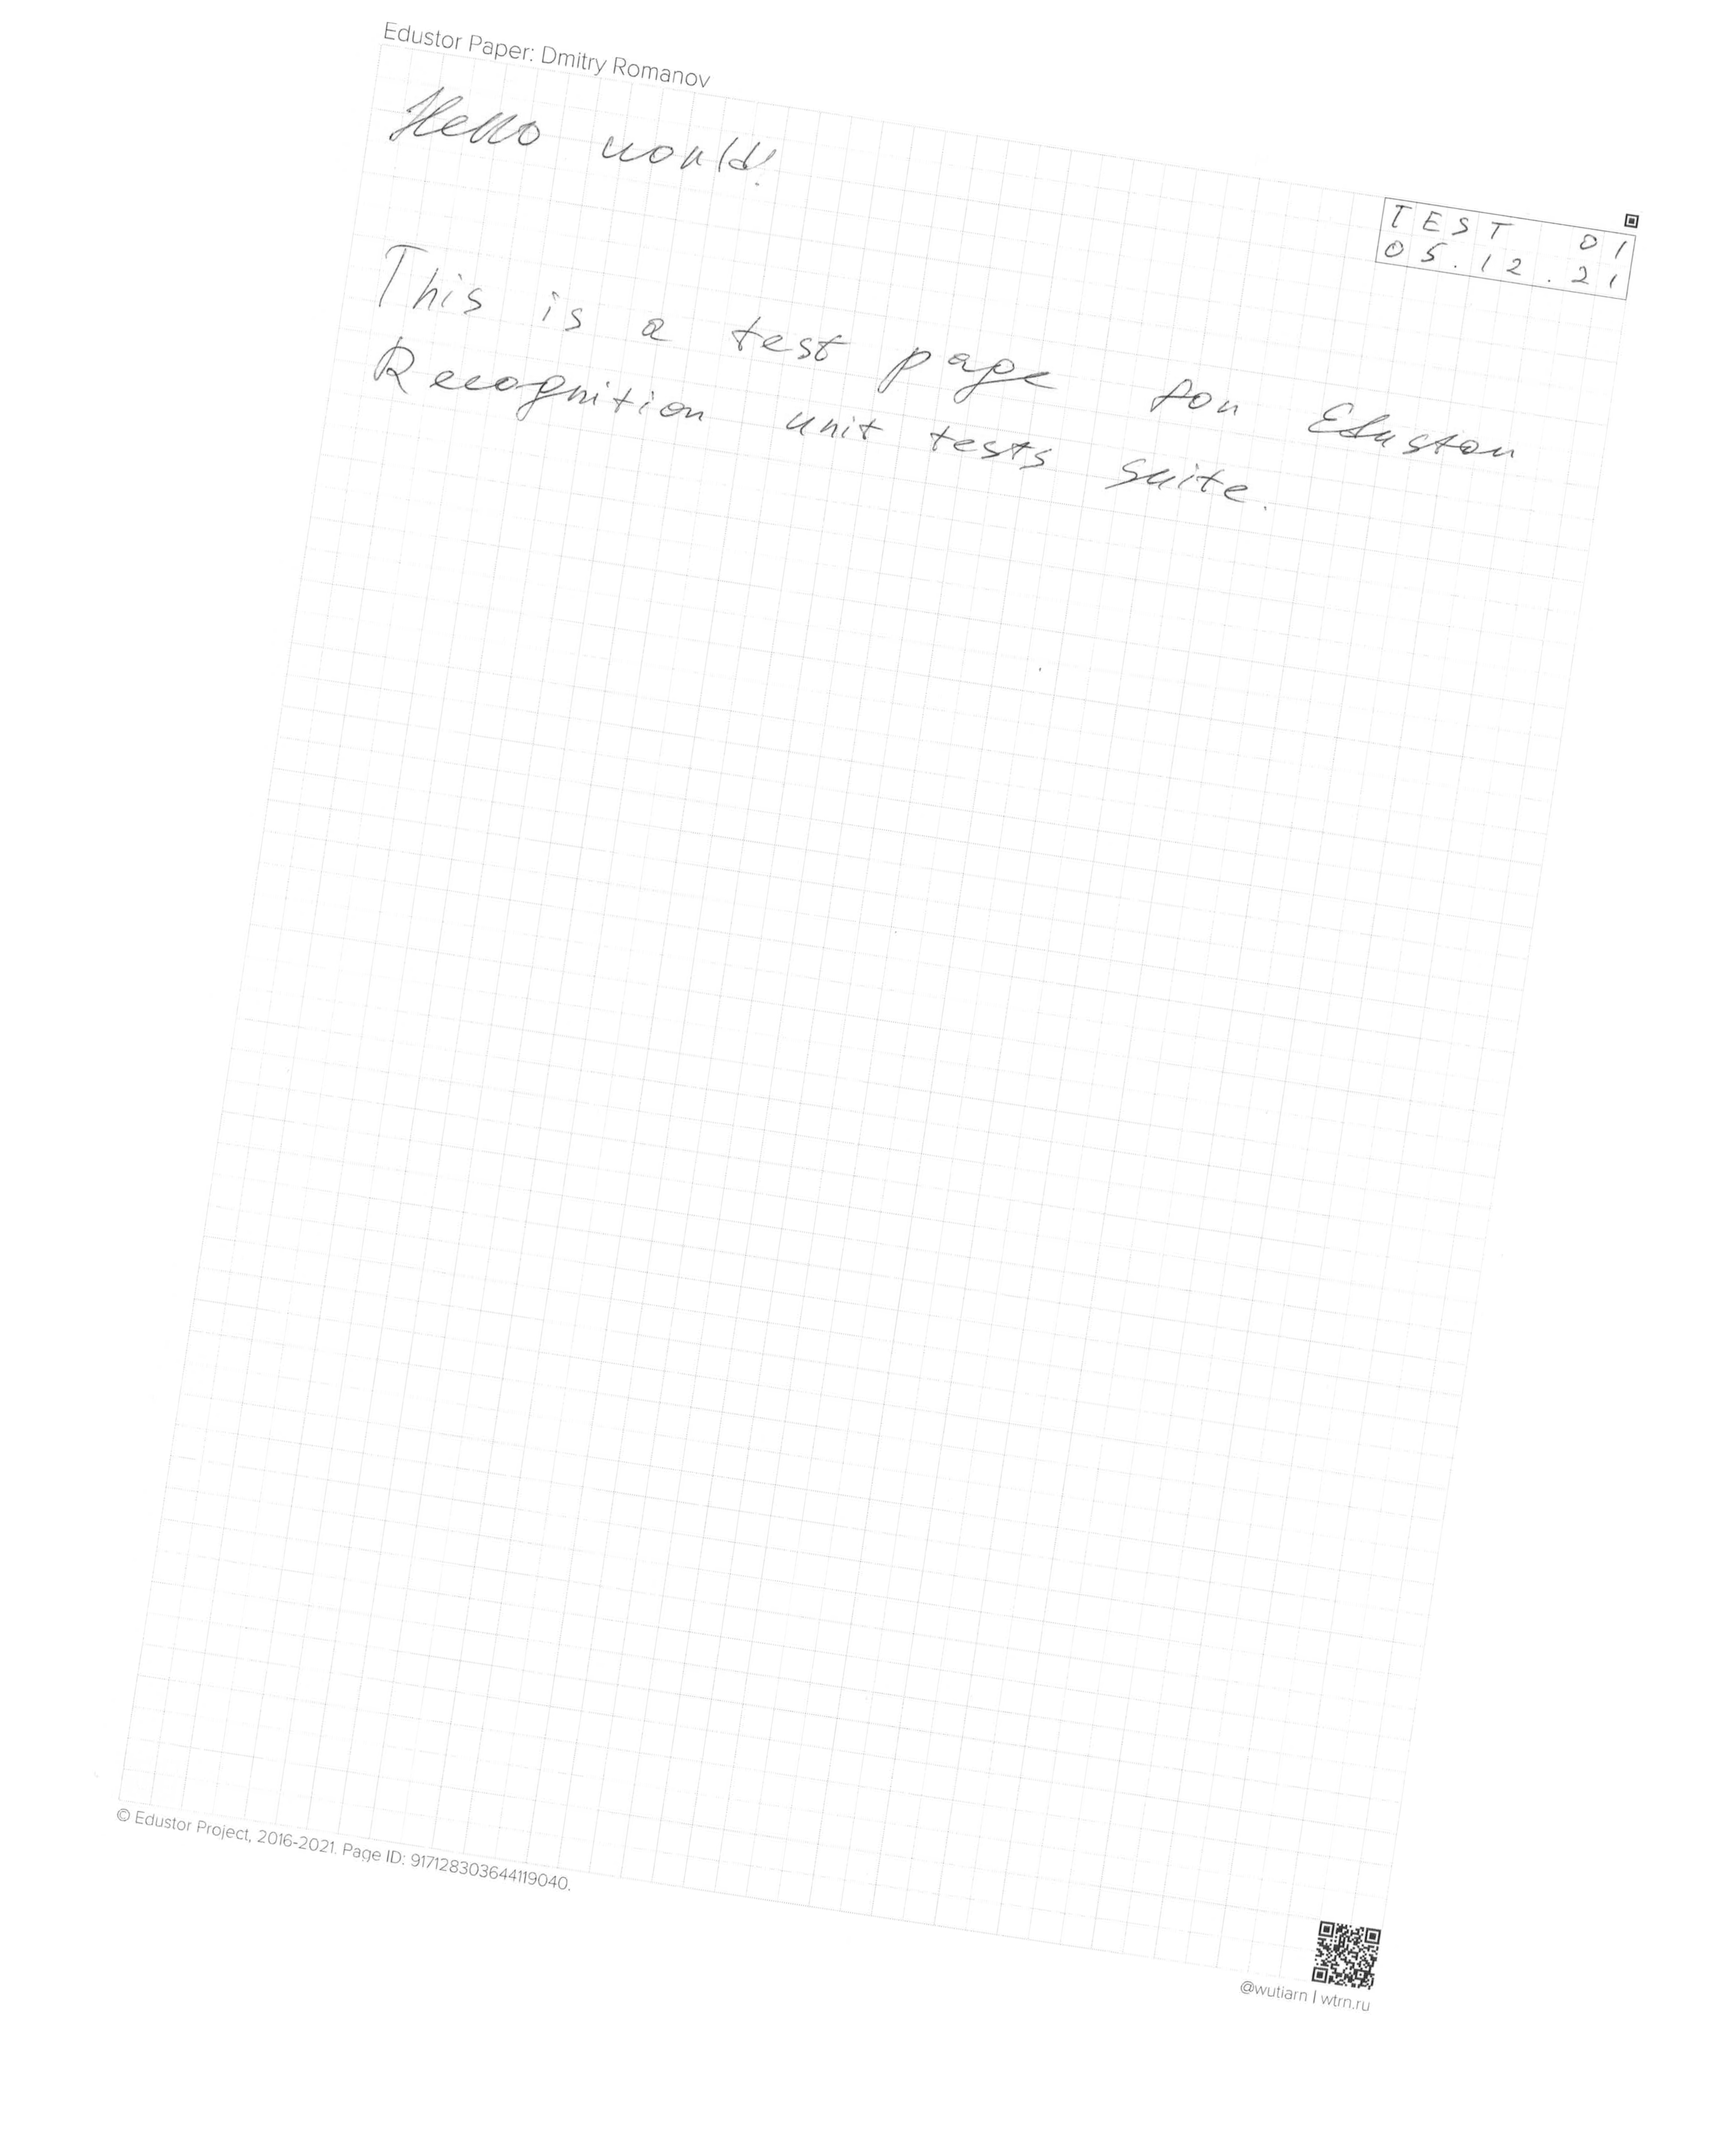 Edustor Paper: Dmitry Romanov
Hello world!
TEST 01
05.12.21
This is a test page for Edustor
Recognition unit tests suite.
© Edustor Project, 2016-2021. Page ID: 917128303644119040.
@wutiarn | wtrn.ru